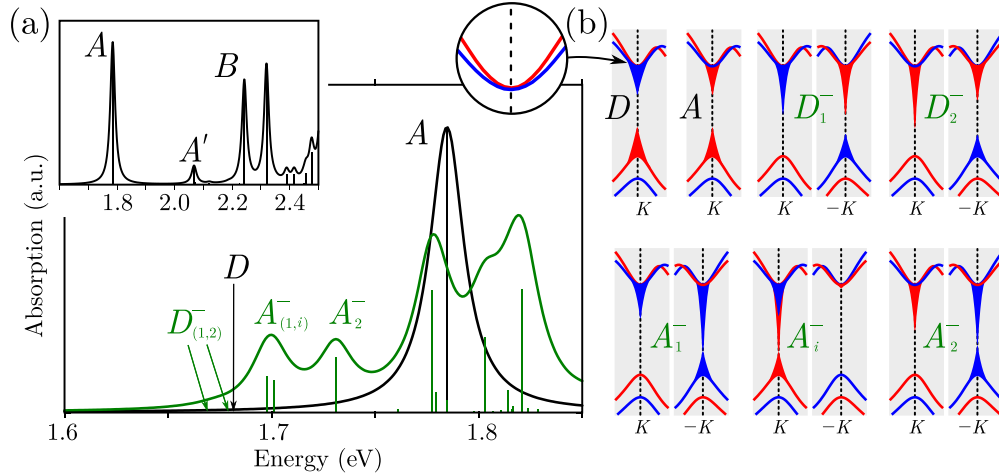 (a)
A
B
A′
1.8
2.0
2.2
2.4
A
D
D⁻(1,2)
A⁻(1,i)
A⁻2
Absorption (a.u.)
1.6
1.7
1.8
Energy (eV)
(b)
D
A
D⁻1
D⁻2
K
K
K
−K
K
−K
A⁻1
A⁻i
A⁻2
K
−K
K
−K
K
−K